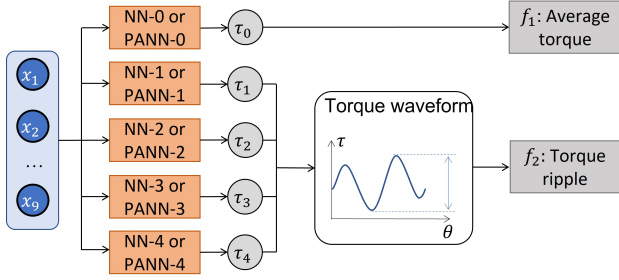 x₁
x₂
...
x₉
NN-0 or
PANN-0
NN-1 or
PANN-1
NN-2 or
PANN-2
NN-3 or
PANN-3
NN-4 or
PANN-4
τ₀
τ₁
τ₂
τ₃
τ₄
Torque waveform
τ
θ
f₁: Average
torque
f₂: Torque
ripple